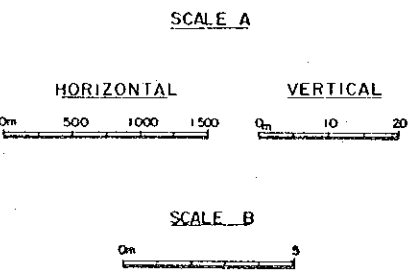 SCALE A
HORIZONTAL VERTICAL
0m 500 1000 1500 0m 10 20
SCALE B
0m 5